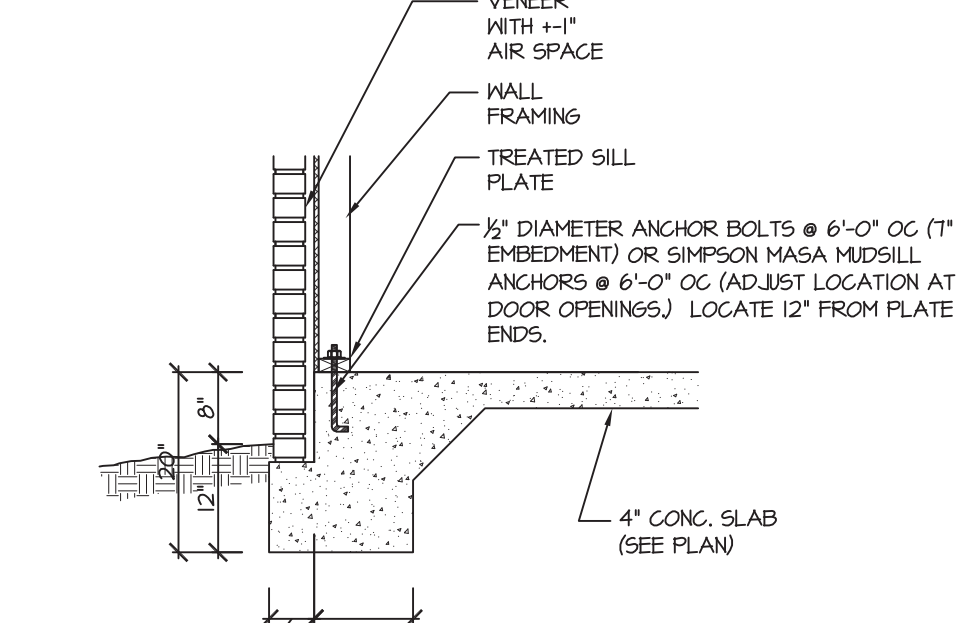 VENEER
WITH +-1"
AIR SPACE
WALL
FRAMING
TREATED SILL
PLATE
½" DIAMETER ANCHOR BOLTS @ 6'-0" OC (7"
EMBEDMENT) OR SIMPSON MASA MUDSILL
ANCHORS @ 6'-0" OC (ADJUST LOCATION AT
DOOR OPENINGS.) LOCATE 12" FROM PLATE
ENDS.
8"
20"
12"
4" CONC. SLAB
(SEE PLAN)